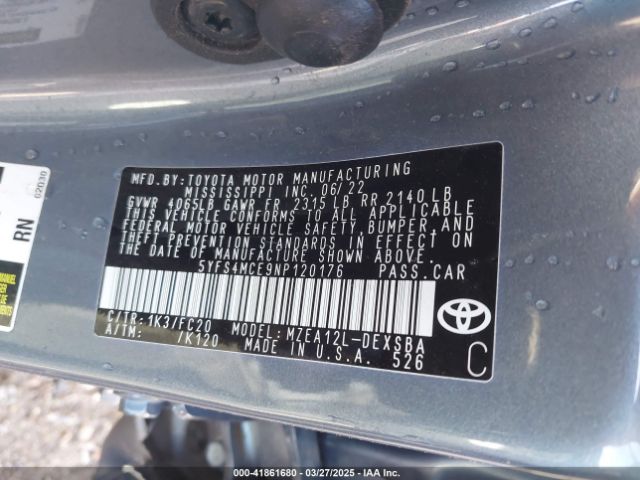 MFD.BY:TOYOTA MOTOR MANUFACTURING
MISSISSIPPI INC. 06/22
GVWR 4065LB GAWR FR 2315 LB RR 2140 LB
THIS VEHICLE CONFORMS TO ALL APPLICABLE
FEDERAL MOTOR VEHICLE SAFETY, BUMPER, AND
THEFT PREVENTION STANDARDS IN EFFECT ON
THE DATE OF MANUFACTURE SHOWN ABOVE.
5YFS4MCE9NP120176 PASS.CAR
C/TR:1K3/FC20 MODEL:MZEA12L-DEXSBA
A/TM: /K120 MADE IN U.S.A. 526
TOYOTA
C
02030
RN
000-41861680 | 03/27/2025 | IAA Inc.